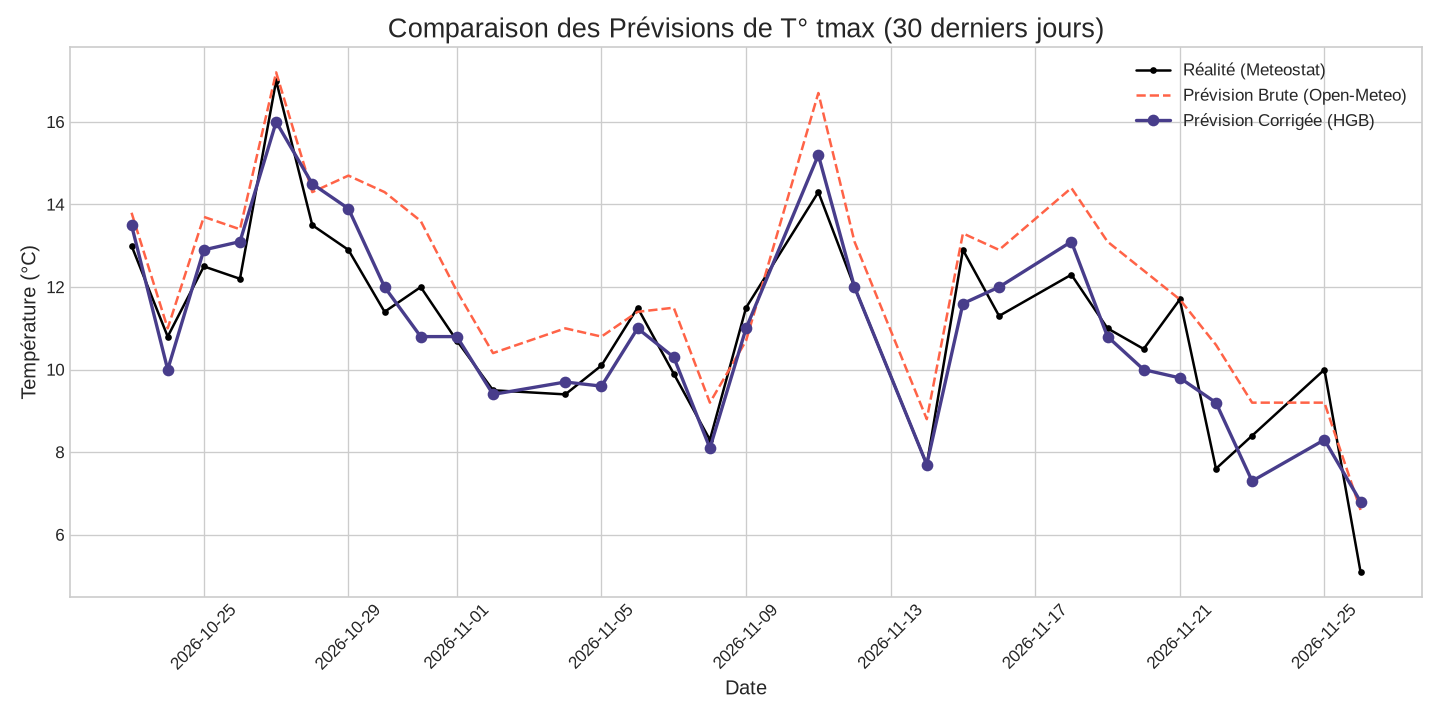 Comparaison des Prévisions de T° tmax (30 derniers jours)
Réalité (Meteostat)
Prévision Brute (Open-Meteo)
Prévision Corrigée (HGB)
Température (°C)
16
14
12
10
8
6
2026-10-25
2026-10-29
2026-11-01
2026-11-05
2026-11-09
2026-11-13
2026-11-17
2026-11-21
2026-11-25
Date